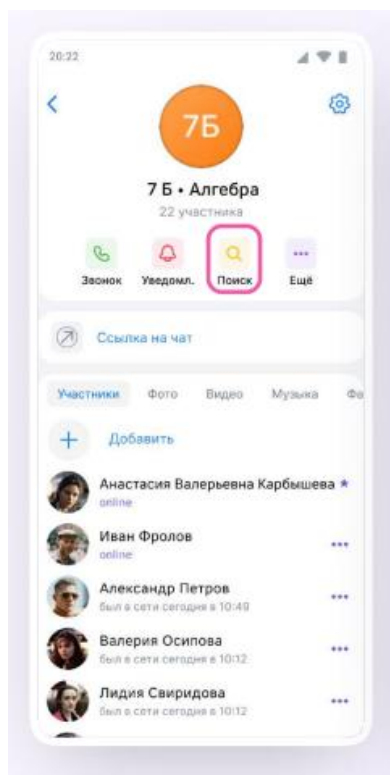 20:22
7Б
7 Б • Алгебра
22 участника
Звонок Уведомл. Поиск Ещё
Ссылка на чат
Участники Фото Видео Музыка Фа
Добавить
Анастасия Валерьевна Карбышева
online
Иван Фролов
online
Александр Петров
был в сети сегодня в 10:49
Валерия Осипова
был в сети сегодня в 10:12
Лидия Свиридова
был в сети сегодня в 10:12